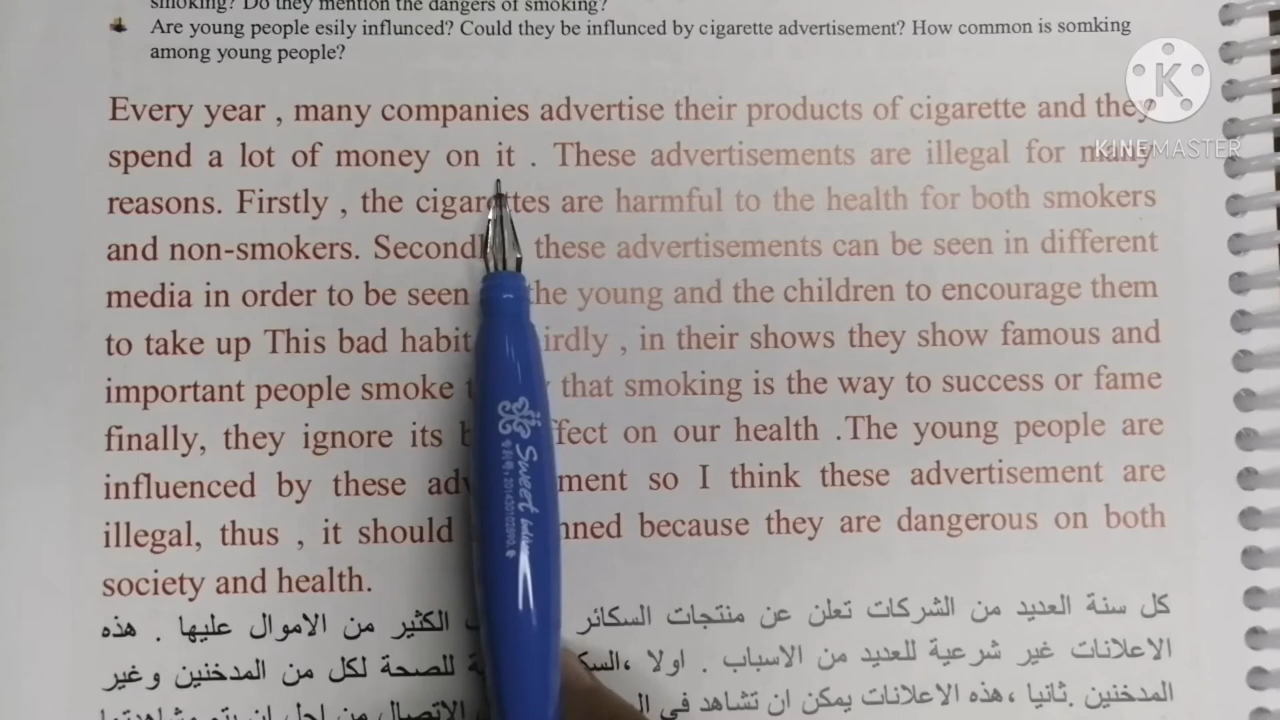 smoking? Do they mention the dangers of smoking?
Are young people esily influnced? Could they be influnced by cigarette advertisement? How common is somking
among young people?
Every year , many companies advertise their products of cigarette and they
spend a lot of money on it . These advertisements are illegal for many
reasons. Firstly , the cigarettes are harmful to the health for both smokers
and non-smokers. these advertisements can be seen in different
media in order to be seen the young and the children to encourage them
to take up This bad habit , in their shows they show famous and
important people smoke that smoking is the way to success or fame
finally, they ignore its on our health .The young people are
influenced by these so I think these advertisement are
illegal, thus , it should because they are dangerous on both
society and health.
كل سنة العديد من الشركات تعلن عن منتجات السكائر الكثير من الاموال عليها . هذه
الاعلانات غير شرعية للعديد من الاسباب . اولا ، للصحة لكل من المدخنين وغير
المدخنين .ثانيا ،هذه الاعلانات يمكن ان تشاهد في
KINEMASTER
K
Sweet
201430102690.